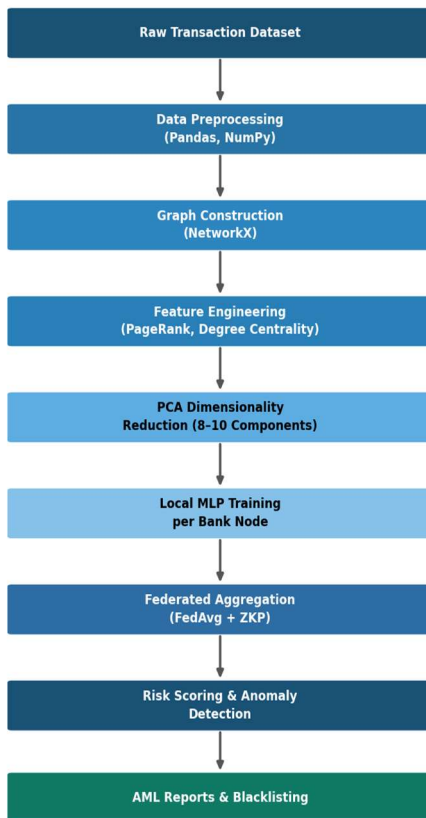 Raw Transaction Dataset
Data Preprocessing
(Pandas, NumPy)
Graph Construction
(NetworkX)
Feature Engineering
(PageRank, Degree Centrality)
PCA Dimensionality
Reduction (8–10 Components)
Local MLP Training
per Bank Node
Federated Aggregation
(FedAvg + ZKP)
Risk Scoring & Anomaly
Detection
AML Reports & Blacklisting